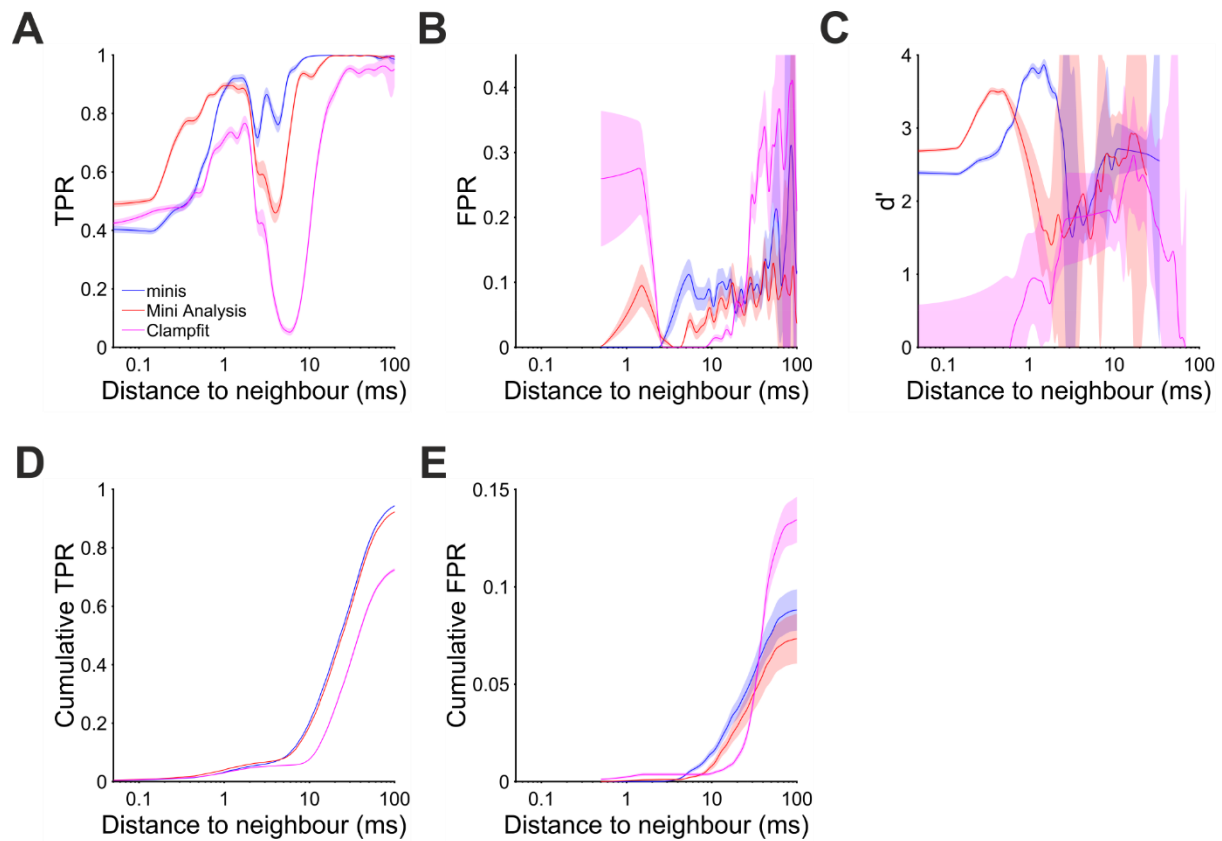 A
TPR
1
0.8
0.6
0.4
0.2
0
minis
Mini Analysis
Clampfit
0.1 1 10 100
Distance to neighbour (ms)
B
FPR
0.4
0.3
0.2
0.1
0
0.1 1 10 100
Distance to neighbour (ms)
C
d'
4
3
2
1
0
0.1 1 10
Distance to neighbour (ms)
D
Cumulative TPR
1
0.8
0.6
0.4
0.2
0
0.1 1 10 100
Distance to neighbour (ms)
E
Cumulative FPR
0.15
0.1
0.05
0
0.1 1 10 100
Distance to neighbour (ms)